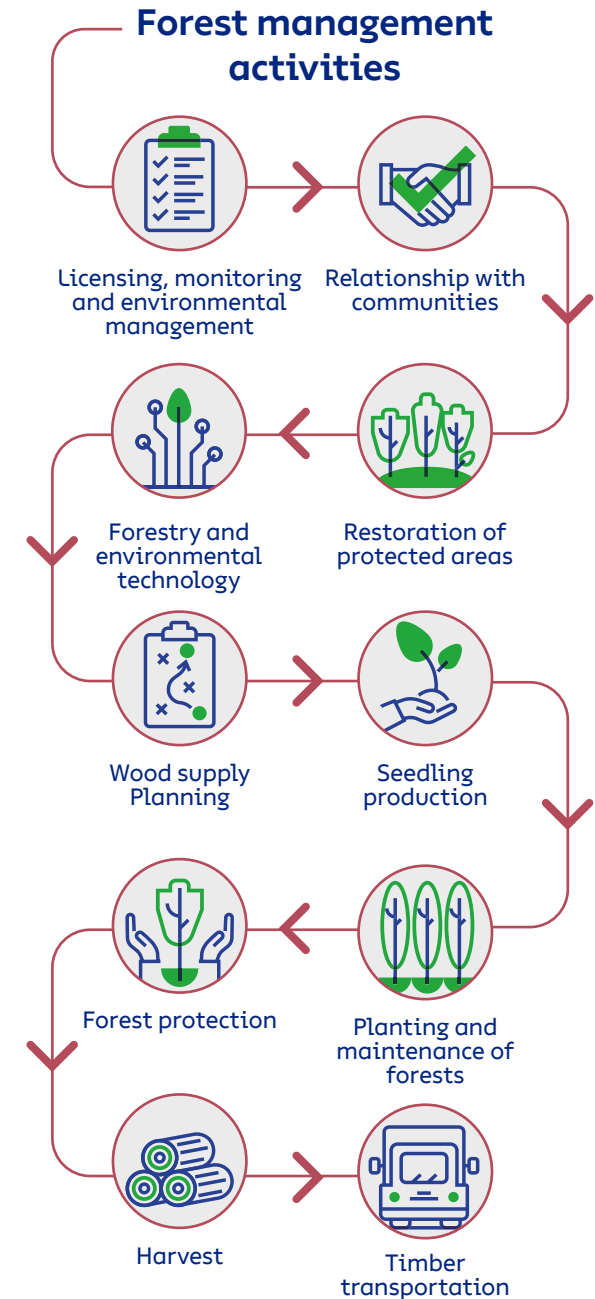 Forest management
activities
Licensing, monitoring
and environmental
management
Relationship with
communities
Restoration of
protected areas
Forestry and
environmental
technology
Wood supply
Planning
Seedling
production
Planting and
maintenance of
forests
Forest protection
Harvest
Timber
transportation